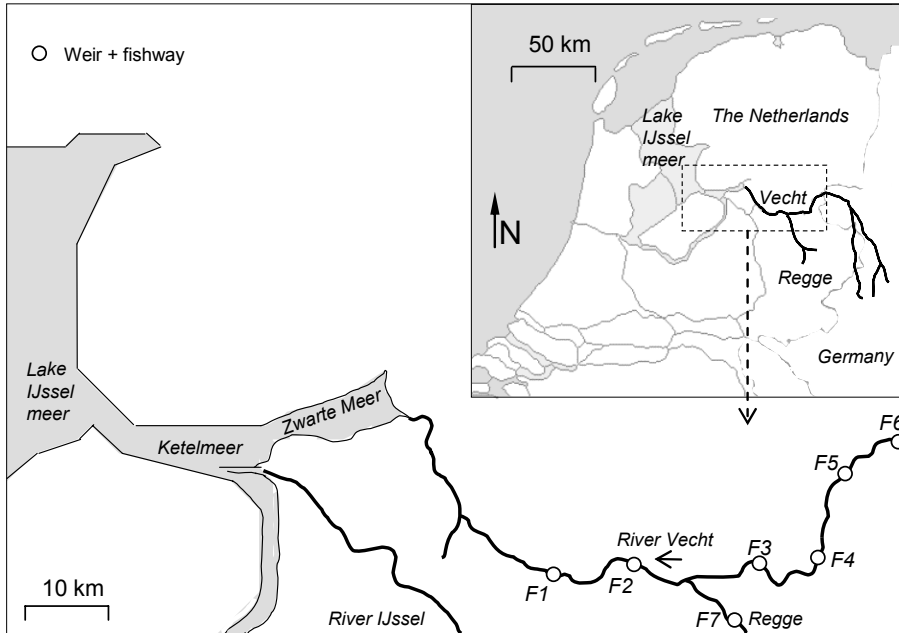 Weir + fishway
50 km
Lake
IJssel
meer
The Netherlands
Vecht
N
Regge
Germany
Lake
IJssel
meer
Zwarte Meer
Ketelmeer
F6
F5
River Vecht
F3
F4
F1
F2
F7
Regge
10 km
River IJssel